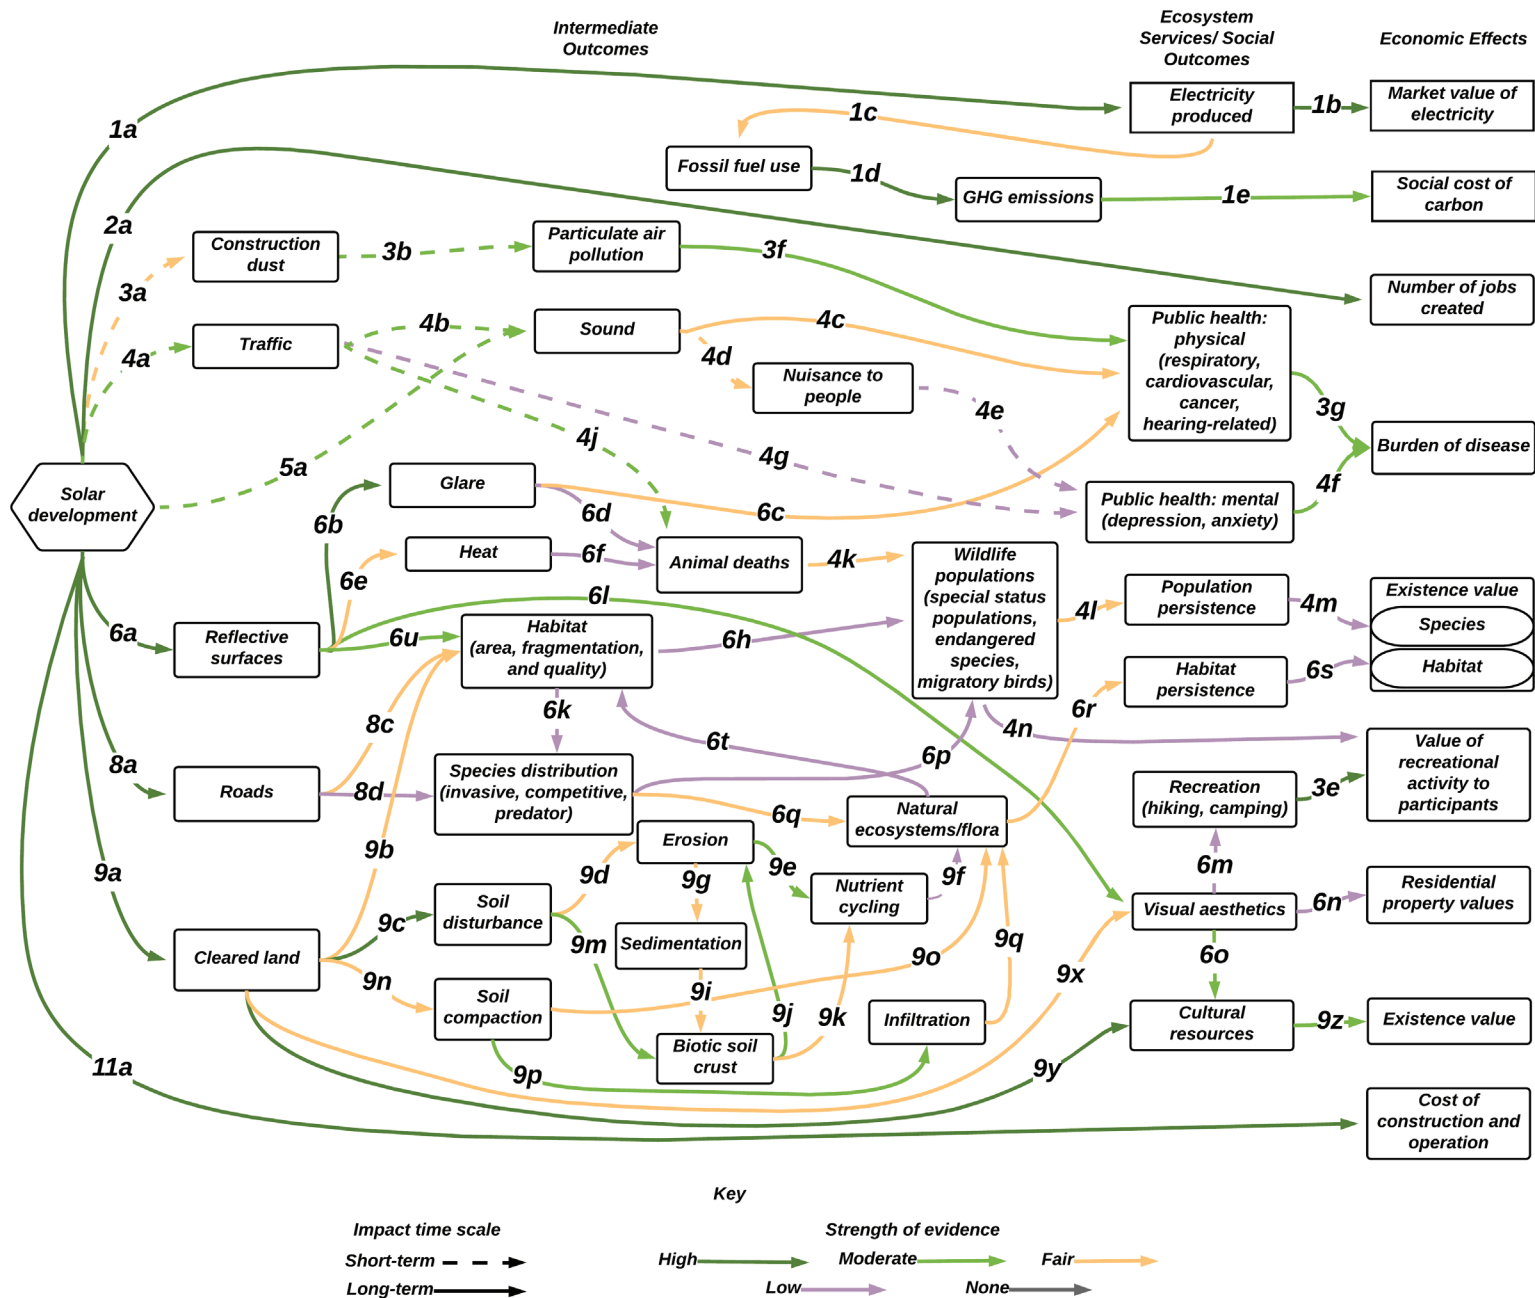 Intermediate
Outcomes
Ecosystem
Services/ Social
Outcomes
Economic Effects
1a
Electricity
produced
1b
Market value of
electricity
1c
Fossil fuel use
1d
GHG emissions
1e
Social cost of
carbon
2a
Construction
dust
3b
Particulate air
pollution
3f
3a
Number of jobs
created
Traffic
4a
4b
Sound
4c
4d
Nuisance to
people
4e
Public health:
physical
(respiratory,
cardiovascular,
cancer,
hearing-related)
3g
Burden of disease
4f
4j
4g
5a
Solar
development
Glare
6b
6d
6c
Public health: mental
(depression, anxiety)
Heat
6e
6f
Animal deaths
4k
Wildlife
populations
(special status
populations,
endangered
species,
migratory birds)
4l
Population
persistence
4m
Existence value
Species
Habitat
6l
6a
Reflective
surfaces
6u
Habitat
(area, fragmentation,
and quality)
6h
Habitat
persistence
6s
6k
6r
4n
8c
6t
6p
8a
Roads
8d
Species distribution
(invasive, competitive,
predator)
6q
Natural
ecosystems/flora
Recreation
(hiking, camping)
3e
Value of
recreational
activity to
participants
9b
Erosion
9a
9d
9g
9e
Nutrient
cycling
9f
6m
Visual aesthetics
6n
Residential
property values
Soil
disturbance
9c
9m
Sedimentation
9o
9q
6o
9x
Cleared land
9n
Soil
compaction
9i
9j
9k
Infiltration
Cultural
resources
9z
Existence value
Biotic soil
crust
9p
9y
11a
Cost of
construction and
operation
Key
Impact time scale
Strength of evidence
Short-term
High
Moderate
Fair
Long-term
Low
None